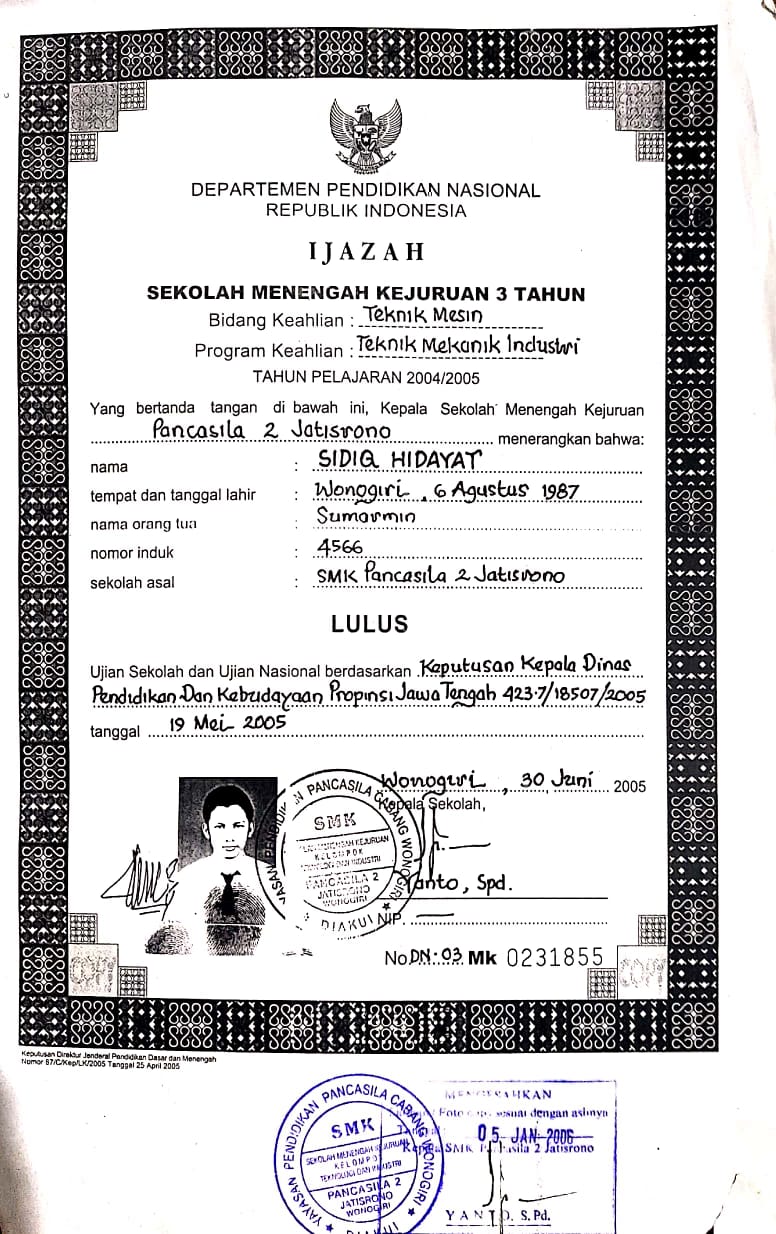 DEPARTEMEN PENDIDIKAN NASIONAL
REPUBLIK INDONESIA
IJAZAH
SEKOLAH MENENGAH KEJURUAN 3 TAHUN
Bidang Keahlian : Teknik Mesin
Program Keahlian : Teknik Mekanik Industri
TAHUN PELAJARAN 2004/2005
Yang bertanda tangan di bawah ini, Kepala Sekolah Menengah Kejuruan
Pancasila 2 Jatisrono menerangkan bahwa:
nama : SIDIQ HIDAYAT
tempat dan tanggal lahir : Wonogiri, 6 Agustus 1987
nama orang tua : Sumarmin
nomor induk : 4566
sekolah asal : SMK Pancasila 2 Jatisrono
LULUS
Ujian Sekolah dan Ujian Nasional berdasarkan Keputusan Kepala Dinas
Pendidikan Dan Kebudayaan Propinsi Jawa Tengah 423.7/18507/2005
tanggal 19 Mei 2005
Wonogiri, 30 Juni 2005
Kepala Sekolah,
YAYASAN PENDIDIKAN PANCASILA CABANG WONOGIRI
SMK
SEKOLAH MENENGAH KEJURUAN
KELOMPOK
TEKNOLOGI DAN INDUSTRI
PANCASILA 2
JATISRONO
WONOGIRI
DIAKUI
Yanto, Spd.
NIP.
No. DN-03 Mk 0231855
COPY
COPY
Keputusan Direktur Jenderal Pendidikan Dasar dan Menengah
Nomor 87/C/Kep/LK/2005 Tanggal 25 April 2005
YAYASAN PENDIDIKAN PANCASILA CABANG WONOGIRI
SMK
SEKOLAH MENENGAH KEJURUAN
KELOMPOK
TEKNOLOGI DAN INDUSTRI
PANCASILA 2
JATISRONO
WONOGIRI
DIAKUI
MENGESAHKAN
Foto copy sesuai dengan aslinya
05 JAN 2006
Kepala SMK Pancasila 2 Jatisrono
YANTO, S.Pd.